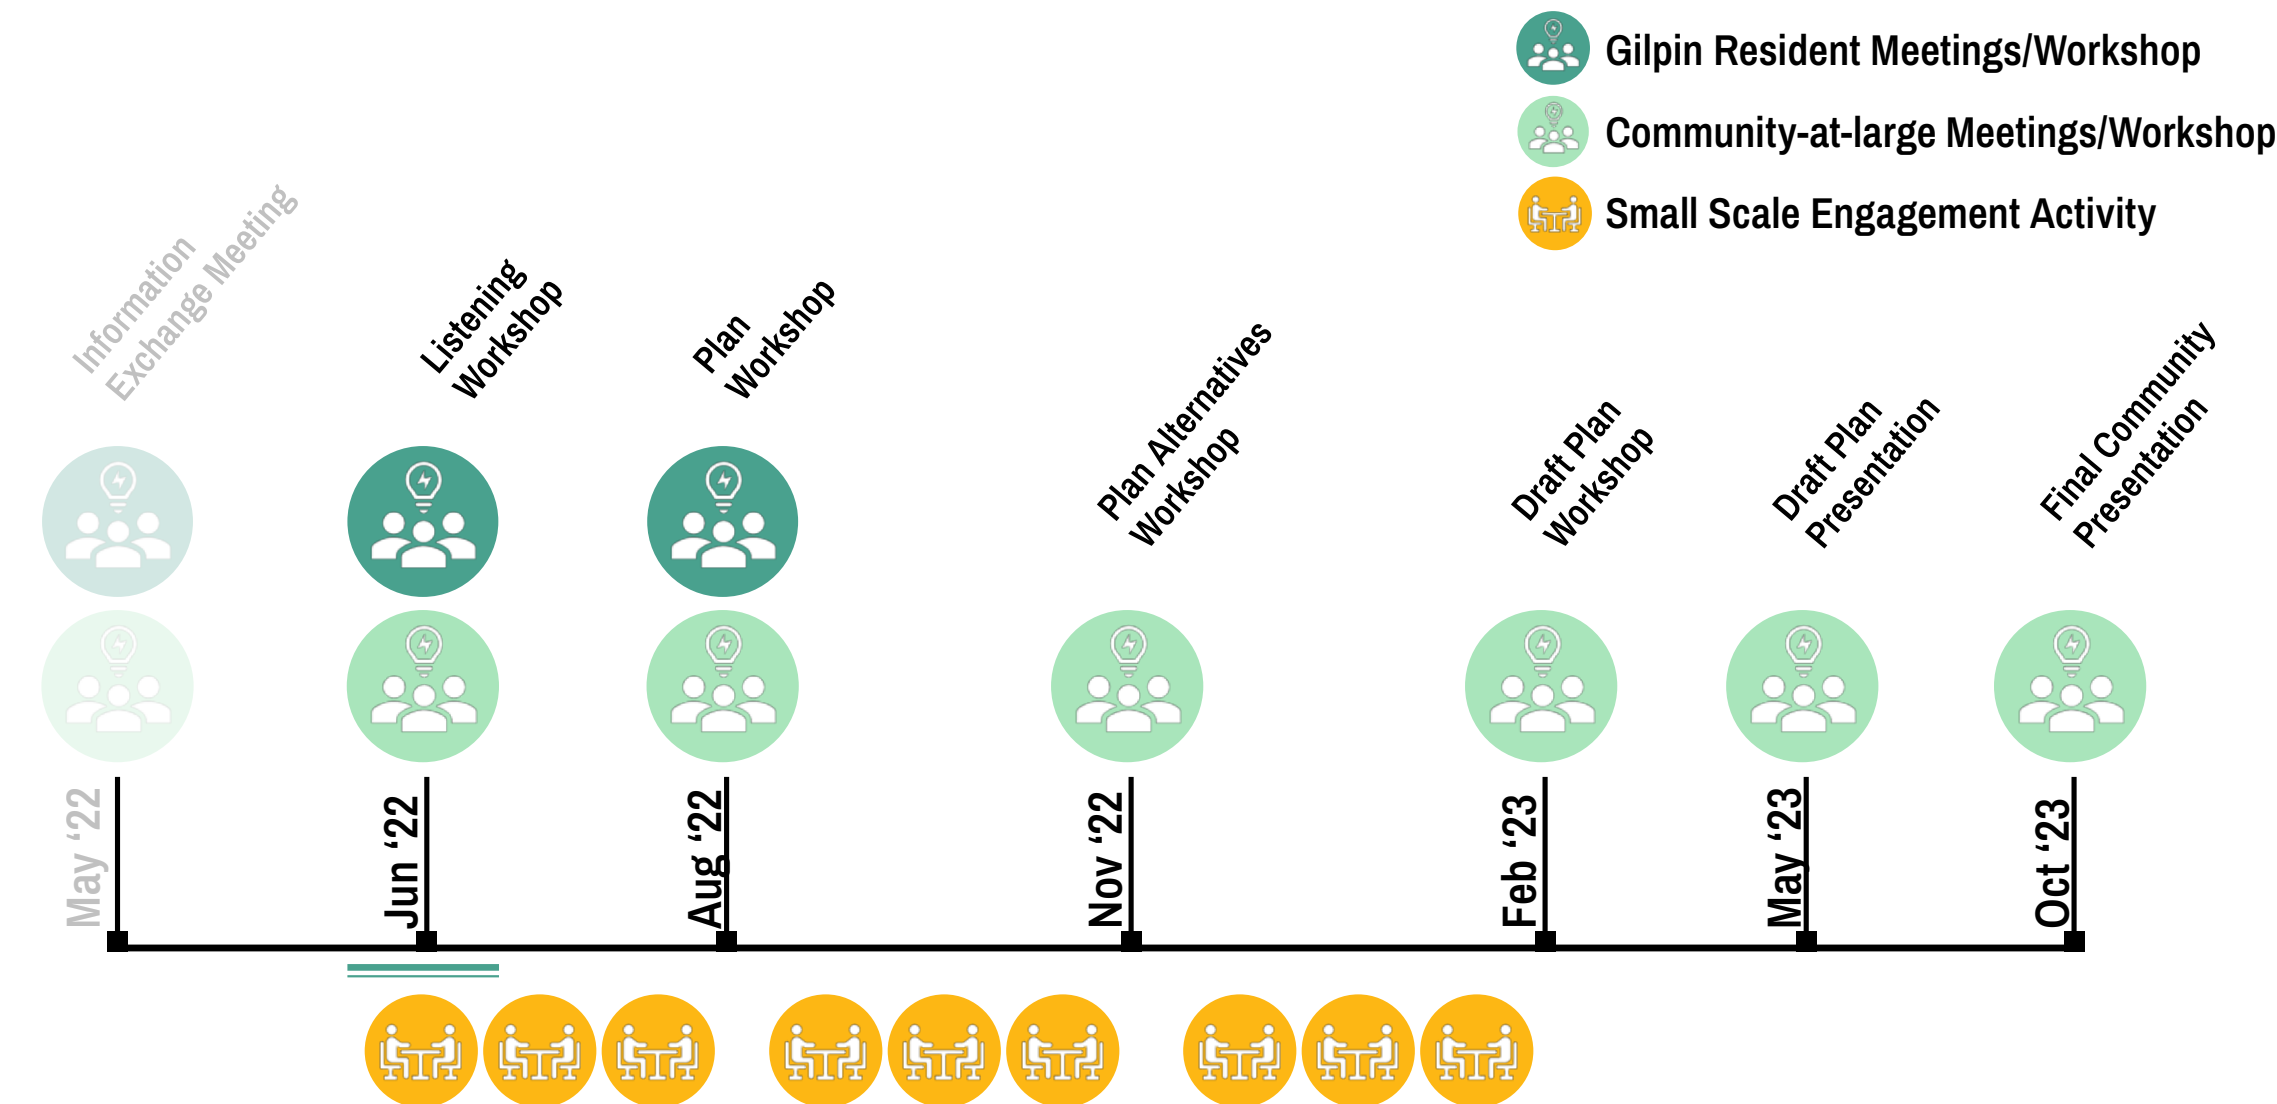 Gilpin Resident Meetings/Workshop
Community-at-large Meetings/Workshop
Small Scale Engagement Activity
Information
Exchange Meeting
Listening
Workshop
Plan
Workshop
Plan Alternatives
Workshop
Draft Plan
Workshop
Draft Plan
Presentation
Final Community
Presentation
May ‘22
Jun ‘22
Aug ‘22
Nov ‘22
Feb ‘23
May ‘23
Oct ‘23